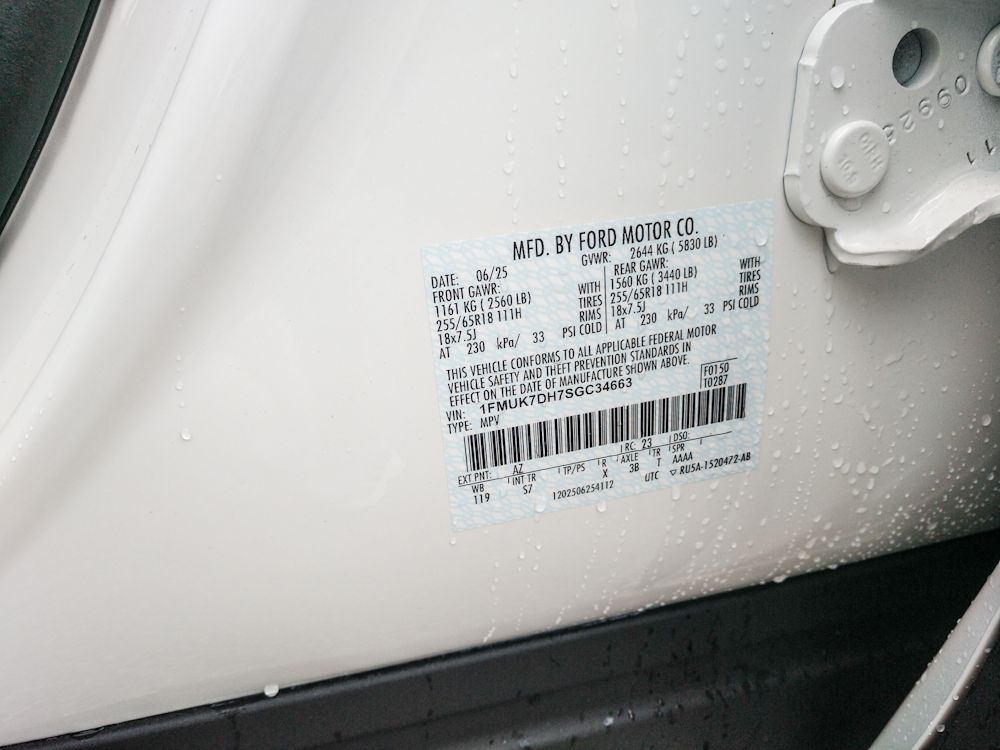 MFD. BY FORD MOTOR CO.
DATE: 06/25 GVWR: 2644 KG ( 5830 LB)
FRONT GAWR: REAR GAWR:
1161 KG ( 2560 LB) WITH 1560 KG ( 3440 LB) WITH
255/65R18 111H TIRES 255/65R18 111H TIRES
18x7.5J RIMS 18x7.5J RIMS
AT 230 kPa/ 33 PSI COLD AT 230 kPa/ 33 PSI COLD
THIS VEHICLE CONFORMS TO ALL APPLICABLE FEDERAL MOTOR
VEHICLE SAFETY AND THEFT PREVENTION STANDARDS IN
EFFECT ON THE DATE OF MANUFACTURE SHOWN ABOVE.
VIN: 1FMUK7DH7SGC34663 F0150
TYPE: MPV T0287
EXT PNT: AZ RC: 23 DSO:
WB INT TR TP/PS R AXLE TR SPR
119 S7 X 3B T AAAA
1202506254112 UTC ▽ RU5A-1520472-AB
0925
11